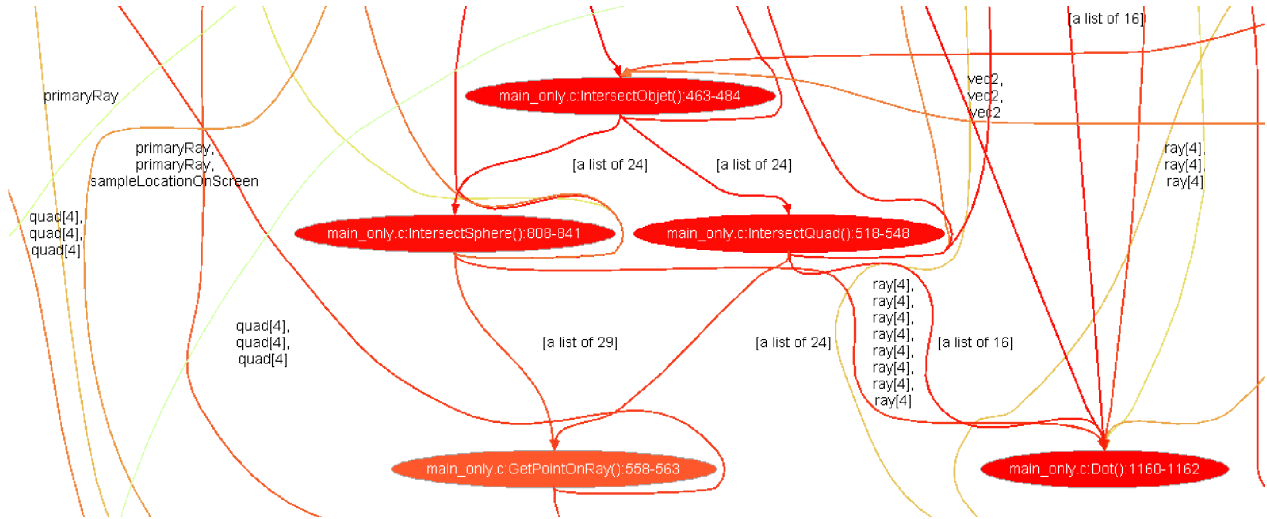 [a list of 16]
vec2,
vec2,
vec2
primaryRay
main_only.c:IntersectObjet():463-484
primaryRay,
primaryRay,
sampleLocationOnScreen
[a list of 24]
[a list of 24]
ray[4],
ray[4],
ray[4]
quad[4],
quad[4],
quad[4]
main_only.c:IntersectSphere():808-841
main_only.c:IntersectQuad():518-548
quad[4],
quad[4],
quad[4]
[a list of 29]
[a list of 24]
ray[4],
ray[4],
ray[4],
ray[4],
ray[4],
ray[4],
ray[4],
ray[4]
[a list of 16]
main_only.c:GetPointOnRay():558-563
main_only.c:Dot():1160-1162